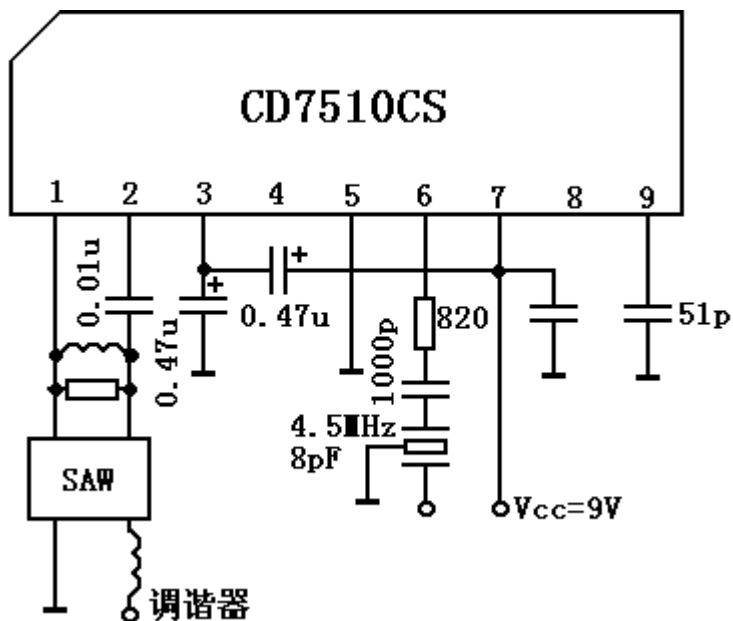 CD7510CS
1 2 3 4 5 6 7 8 9
0.01u
0.47u
0.47u
820
1000p
51p
4.5MHz
8pF
SAW
Vcc=9V
调谐器